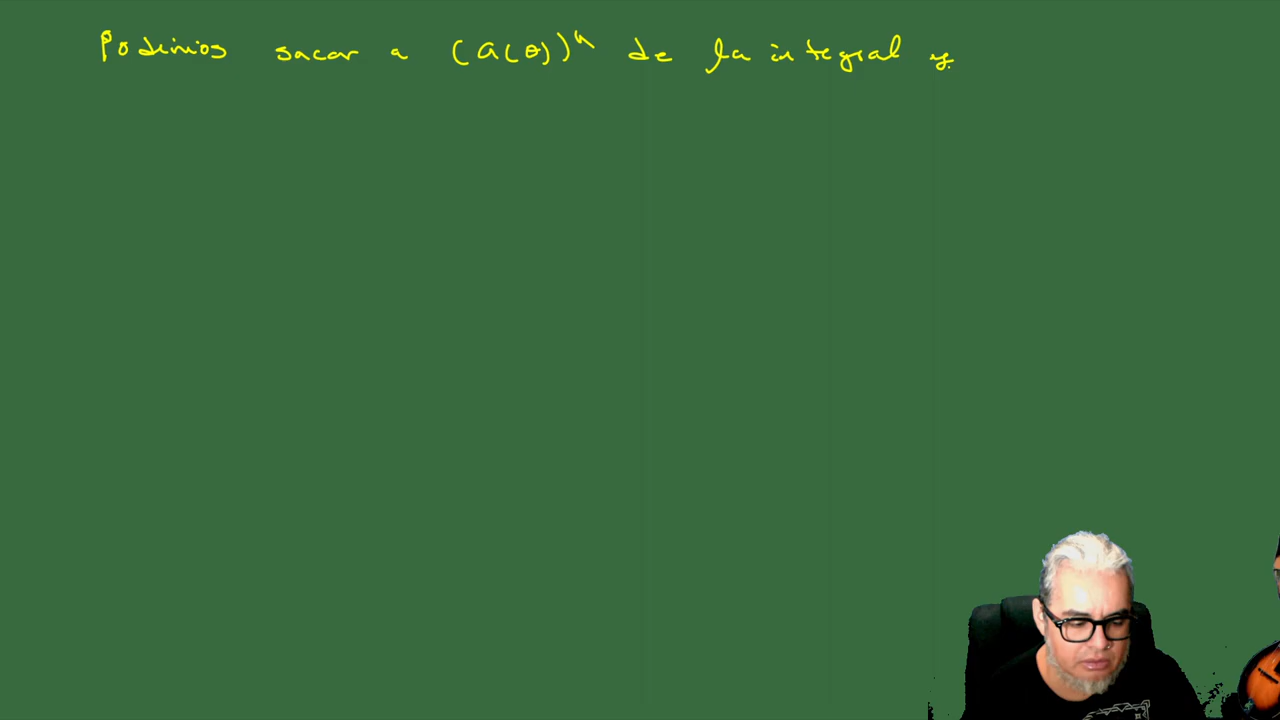 Podemos sacar a (a(θ))ⁿ de la integral y